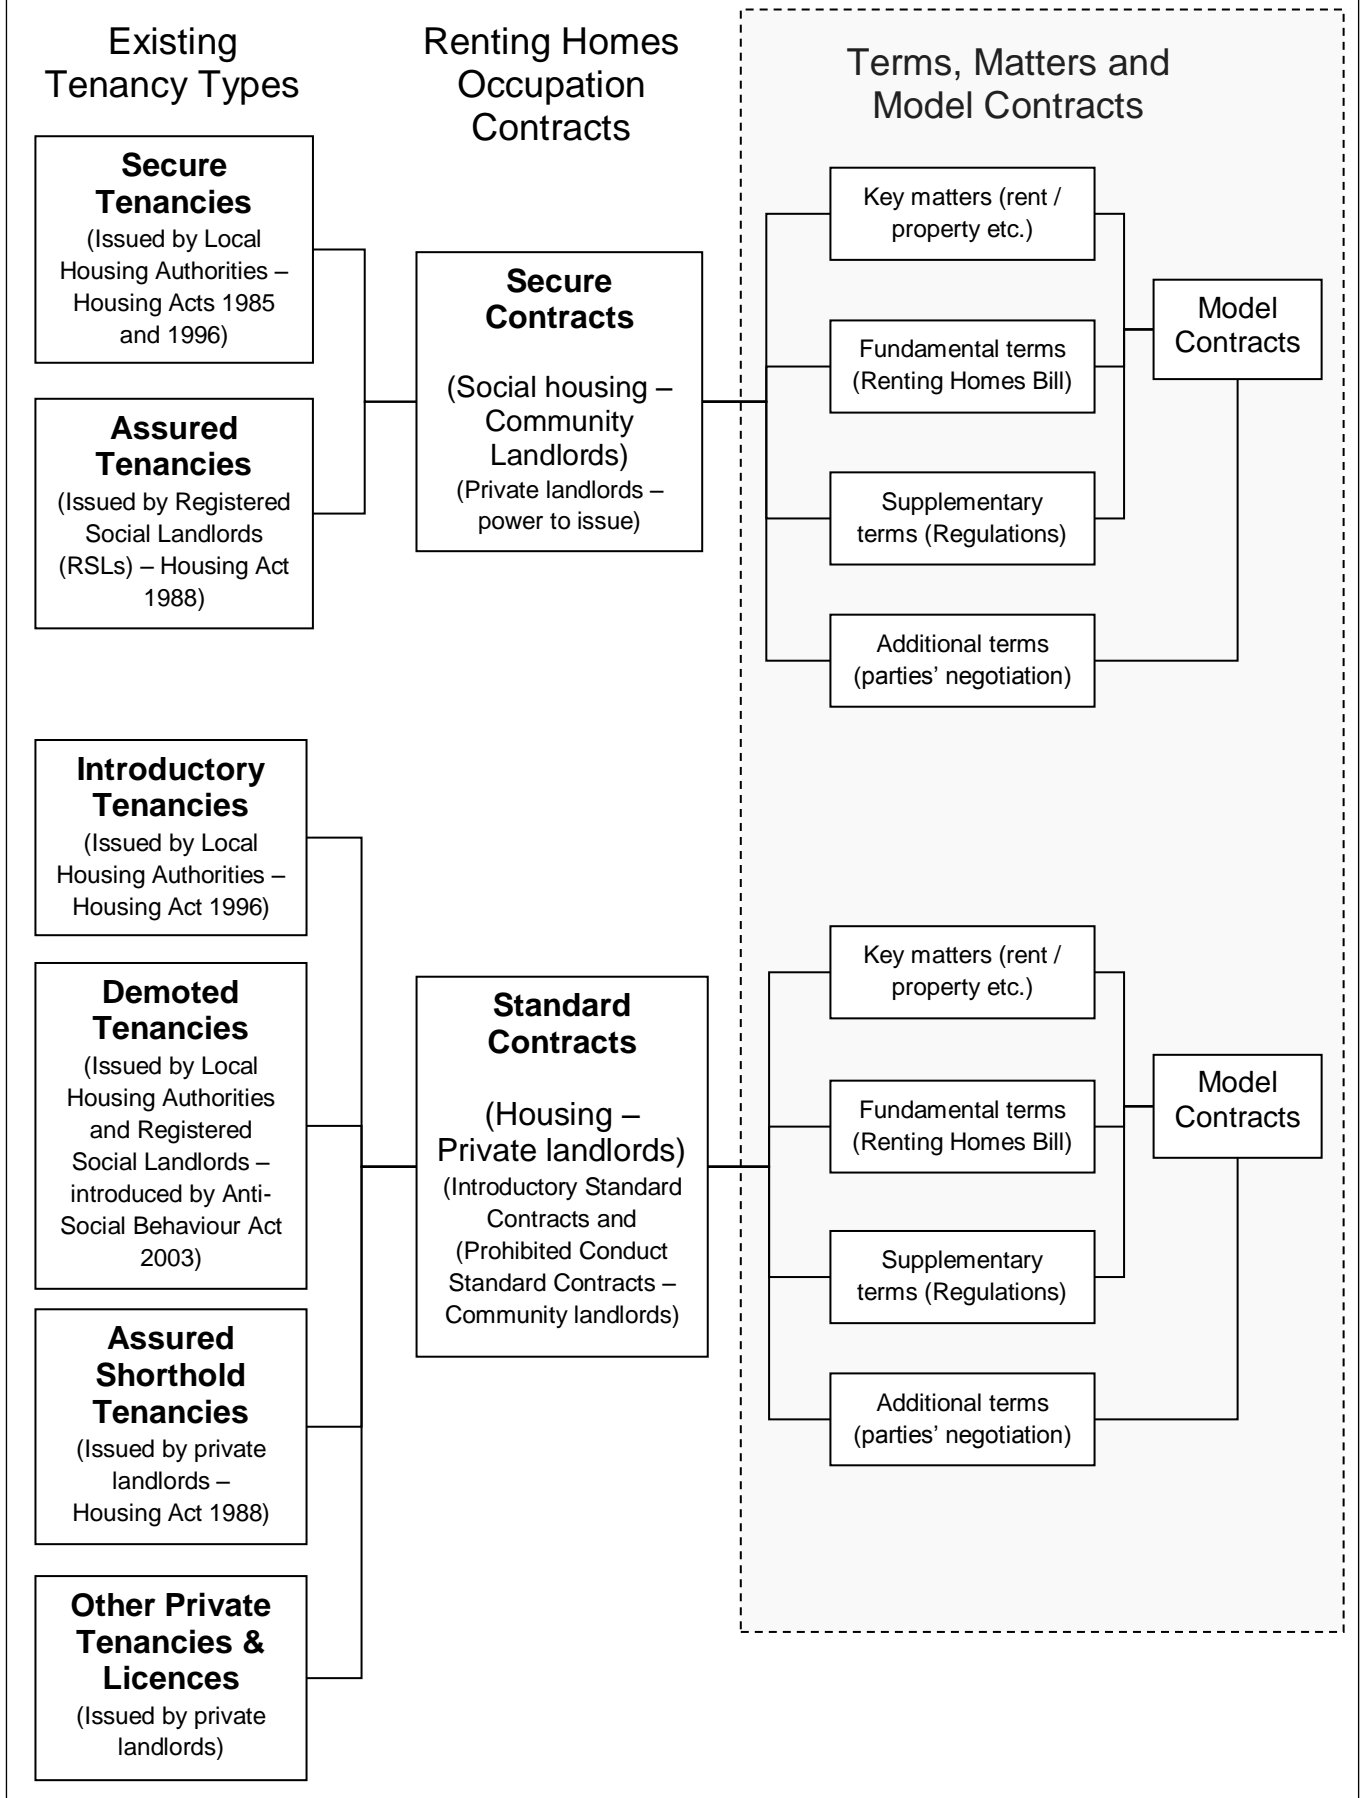 Existing
Tenancy Types
Renting Homes
Occupation
Contracts
Terms, Matters and
Model Contracts
Secure
Tenancies
(Issued by Local
Housing Authorities –
Housing Acts 1985
and 1996)
Assured
Tenancies
(Issued by Registered
Social Landlords
(RSLs) – Housing Act
1988)
Secure
Contracts
(Social housing –
Community
Landlords)
(Private landlords –
power to issue)
Key matters (rent /
property etc.)
Fundamental terms
(Renting Homes Bill)
Supplementary
terms (Regulations)
Additional terms
(parties’ negotiation)
Model
Contracts
Introductory
Tenancies
(Issued by Local
Housing Authorities –
Housing Act 1996)
Demoted
Tenancies
(Issued by Local
Housing Authorities
and Registered
Social Landlords –
introduced by Anti-
Social Behaviour Act
2003)
Assured
Shorthold
Tenancies
(Issued by private
landlords –
Housing Act 1988)
Other Private
Tenancies &
Licences
(Issued by private
landlords)
Standard
Contracts
(Housing –
Private landlords)
(Introductory Standard
Contracts and
(Prohibited Conduct
Standard Contracts –
Community landlords)
Key matters (rent /
property etc.)
Fundamental terms
(Renting Homes Bill)
Supplementary
terms (Regulations)
Additional terms
(parties’ negotiation)
Model
Contracts